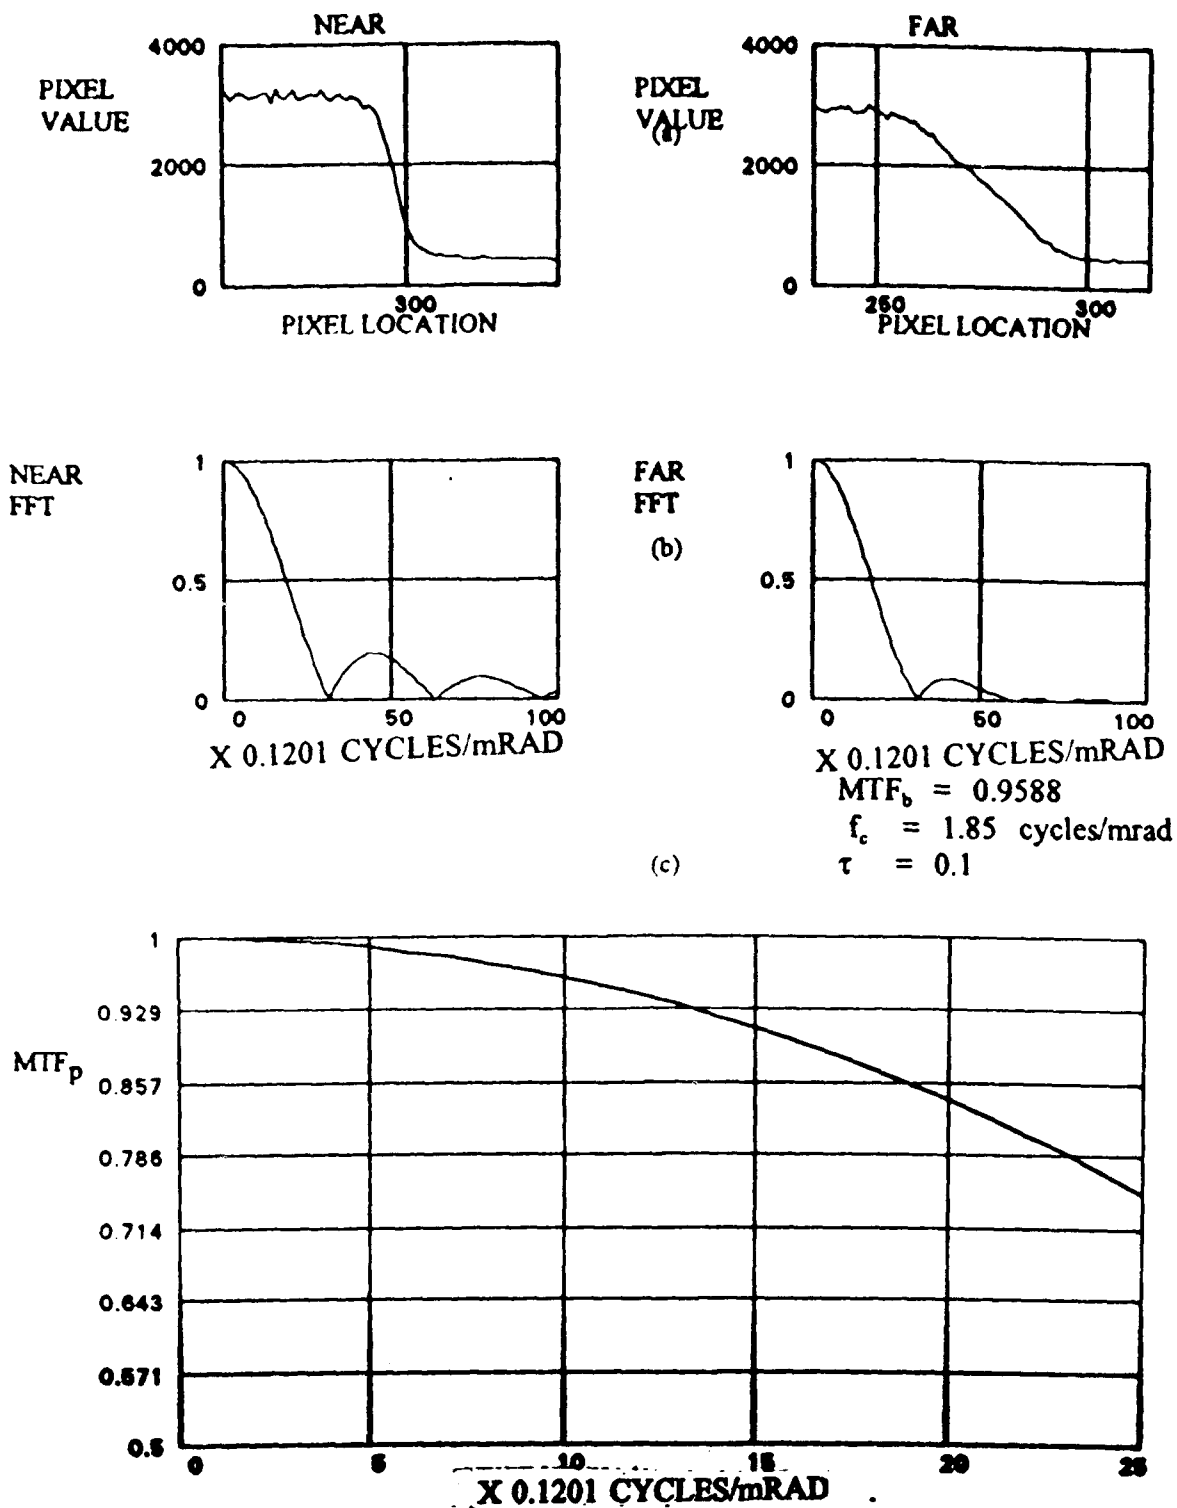 NEAR
4000
PIXEL
VALUE
2000
0
300
PIXEL LOCATION
FAR
4000
PIXEL
VALUE
(a)
2000
0
250
300
PIXEL LOCATION
NEAR
FFT
1
0.5
0
0 50 100
X 0.1201 CYCLES/mRAD
FAR
FFT
(b)
1
0.5
0
0 50 100
X 0.1201 CYCLES/mRAD
MTFb = 0.9588
fc = 1.85 cycles/mrad
τ = 0.1
(c)
1
0.929
MTFp
0.857
0.786
0.714
0.643
0.571
0.5
0 5 10 15 20 25
X 0.1201 CYCLES/mRAD